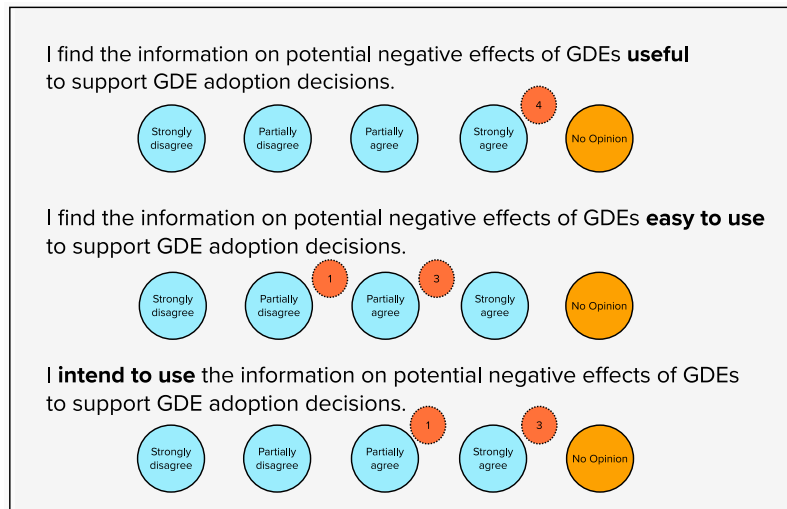 I find the information on potential negative effects of GDEs useful
to support GDE adoption decisions.
4
Strongly
disagree
Partially
disagree
Partially
agree
Strongly
agree
No Opinion
I find the information on potential negative effects of GDEs easy to use
to support GDE adoption decisions.
1
3
Strongly
disagree
Partially
disagree
Partially
agree
Strongly
agree
No Opinion
I intend to use the information on potential negative effects of GDEs
to support GDE adoption decisions.
1
3
Strongly
disagree
Partially
disagree
Partially
agree
Strongly
agree
No Opinion